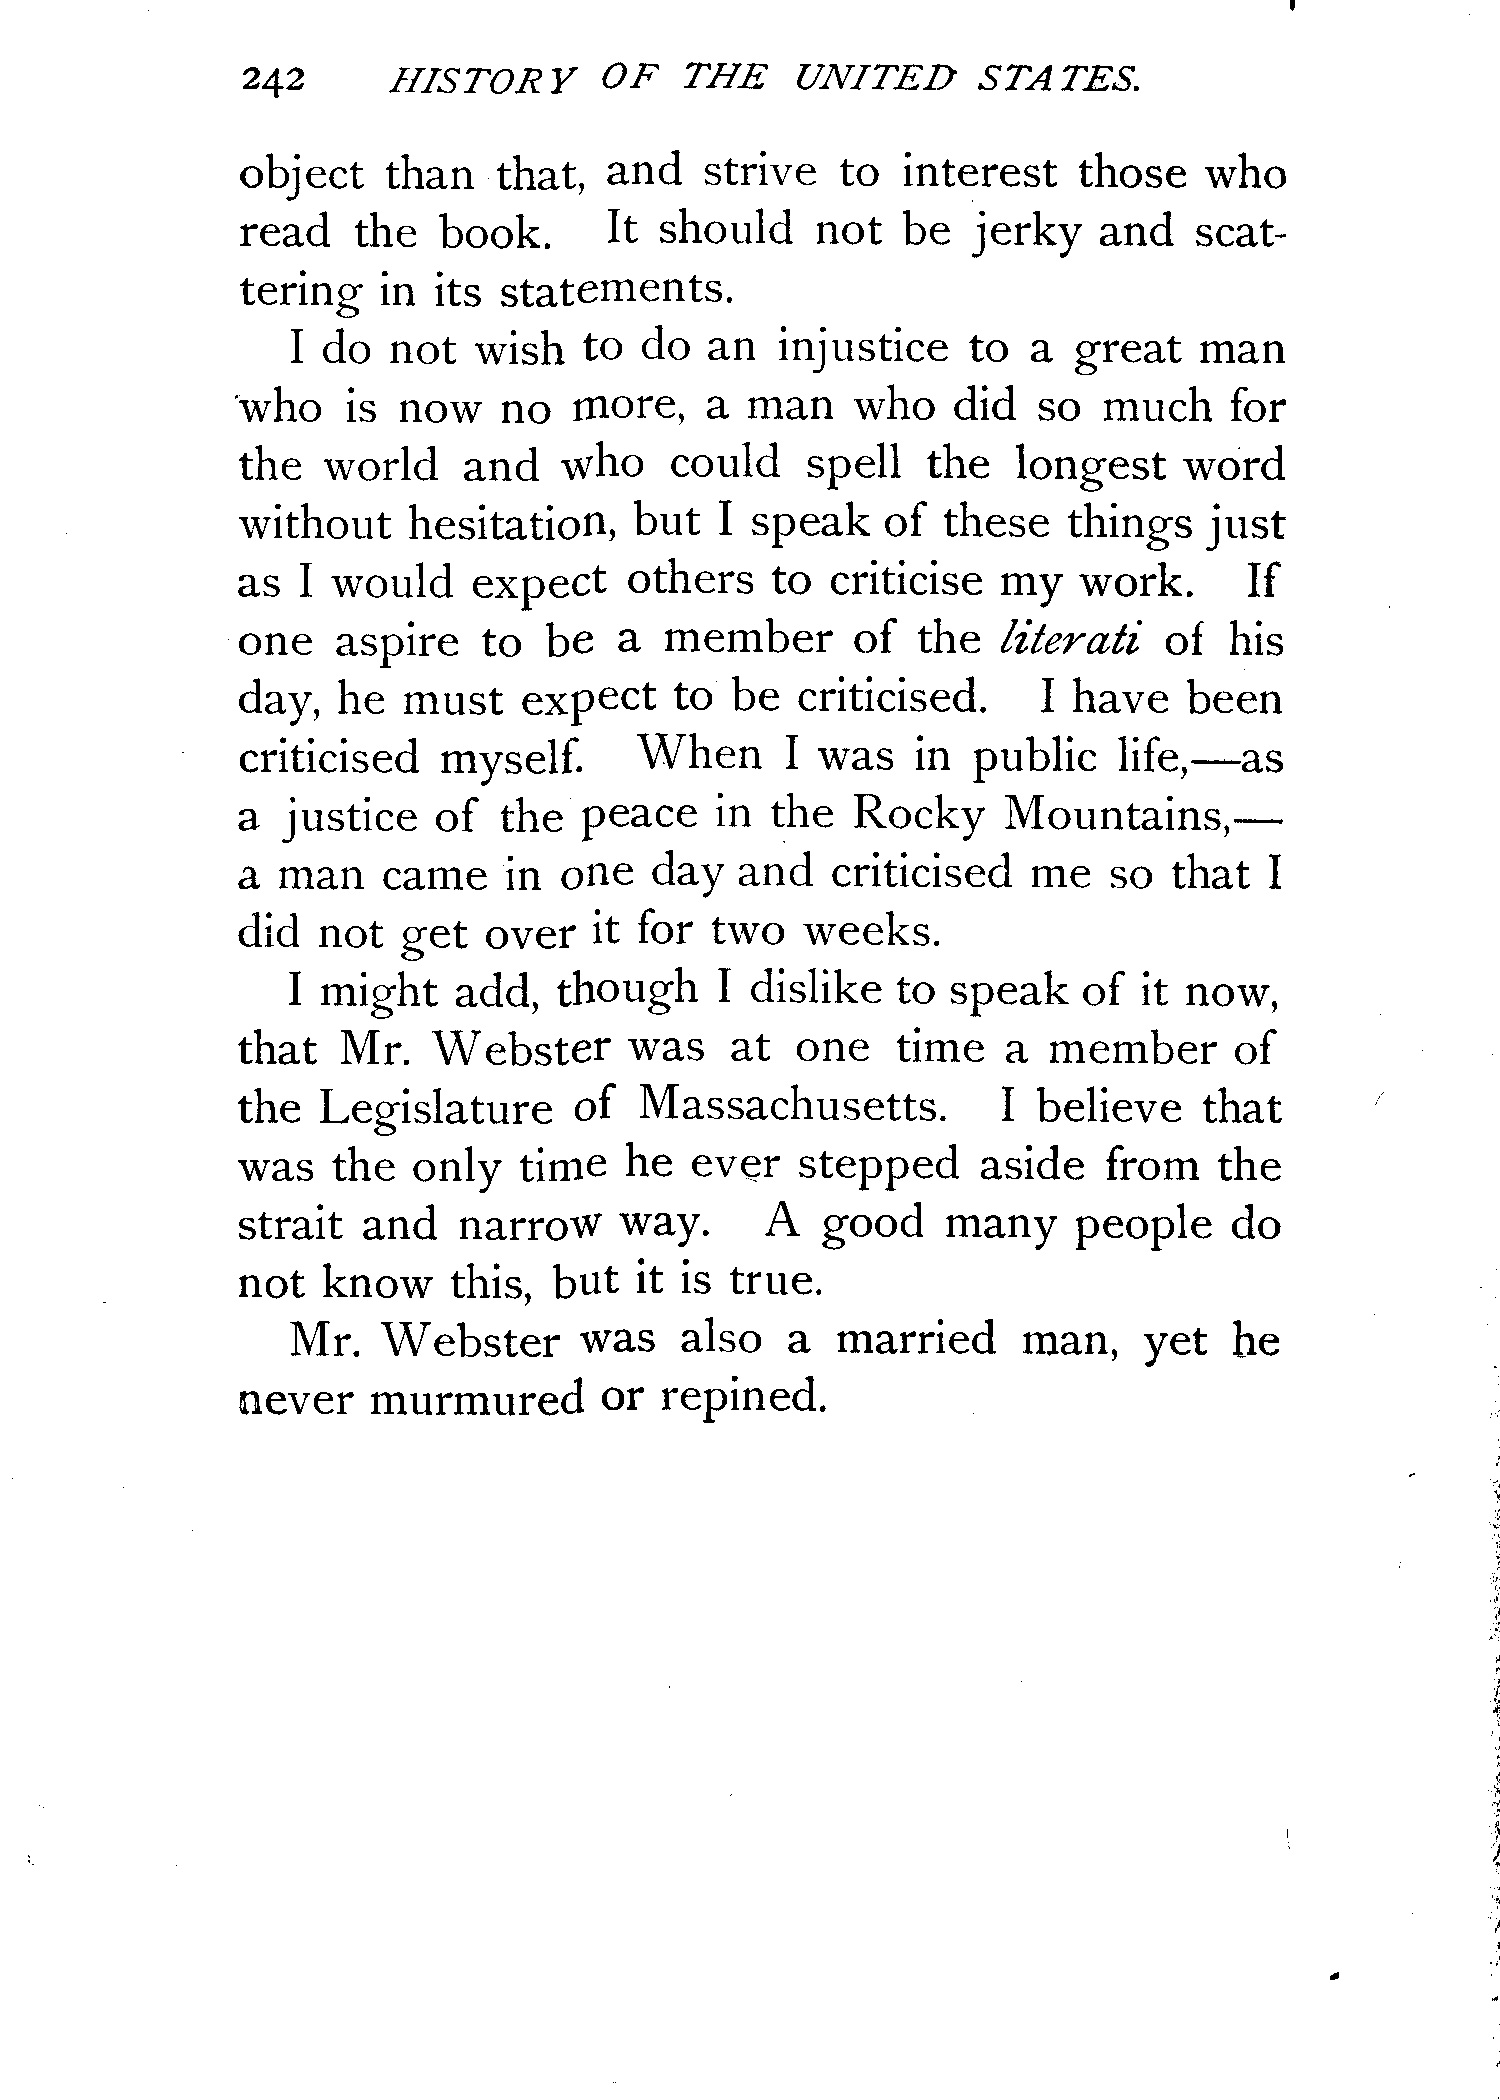 242 HISTORY OF THE UNITED STATES.
object than that, and strive to interest those who
read the book. It should not be jerky and scat-
tering in its statements.
I do not wish to do an injustice to a great man
who is now no more, a man who did so much for
the world and who could spell the longest word
without hesitation, but I speak of these things just
as I would expect others to criticise my work. If
one aspire to be a member of the literati of his
day, he must expect to be criticised. I have been
criticised myself. When I was in public life,—as
a justice of the peace in the Rocky Mountains,—
a man came in one day and criticised me so that I
did not get over it for two weeks.
I might add, though I dislike to speak of it now,
that Mr. Webster was at one time a member of
the Legislature of Massachusetts. I believe that
was the only time he ever stepped aside from the
strait and narrow way. A good many people do
not know this, but it is true.
Mr. Webster was also a married man, yet he
never murmured or repined.